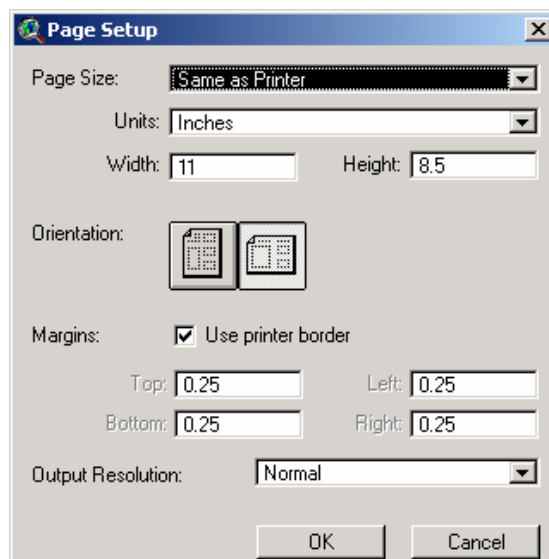 Page Setup
Page Size: Same as Printer
Units: Inches
Width: 11 Height: 8.5
Orientation:
Margins: Use printer border
Top: 0.25 Left: 0.25
Bottom: 0.25 Right: 0.25
Output Resolution: Normal
OK Cancel